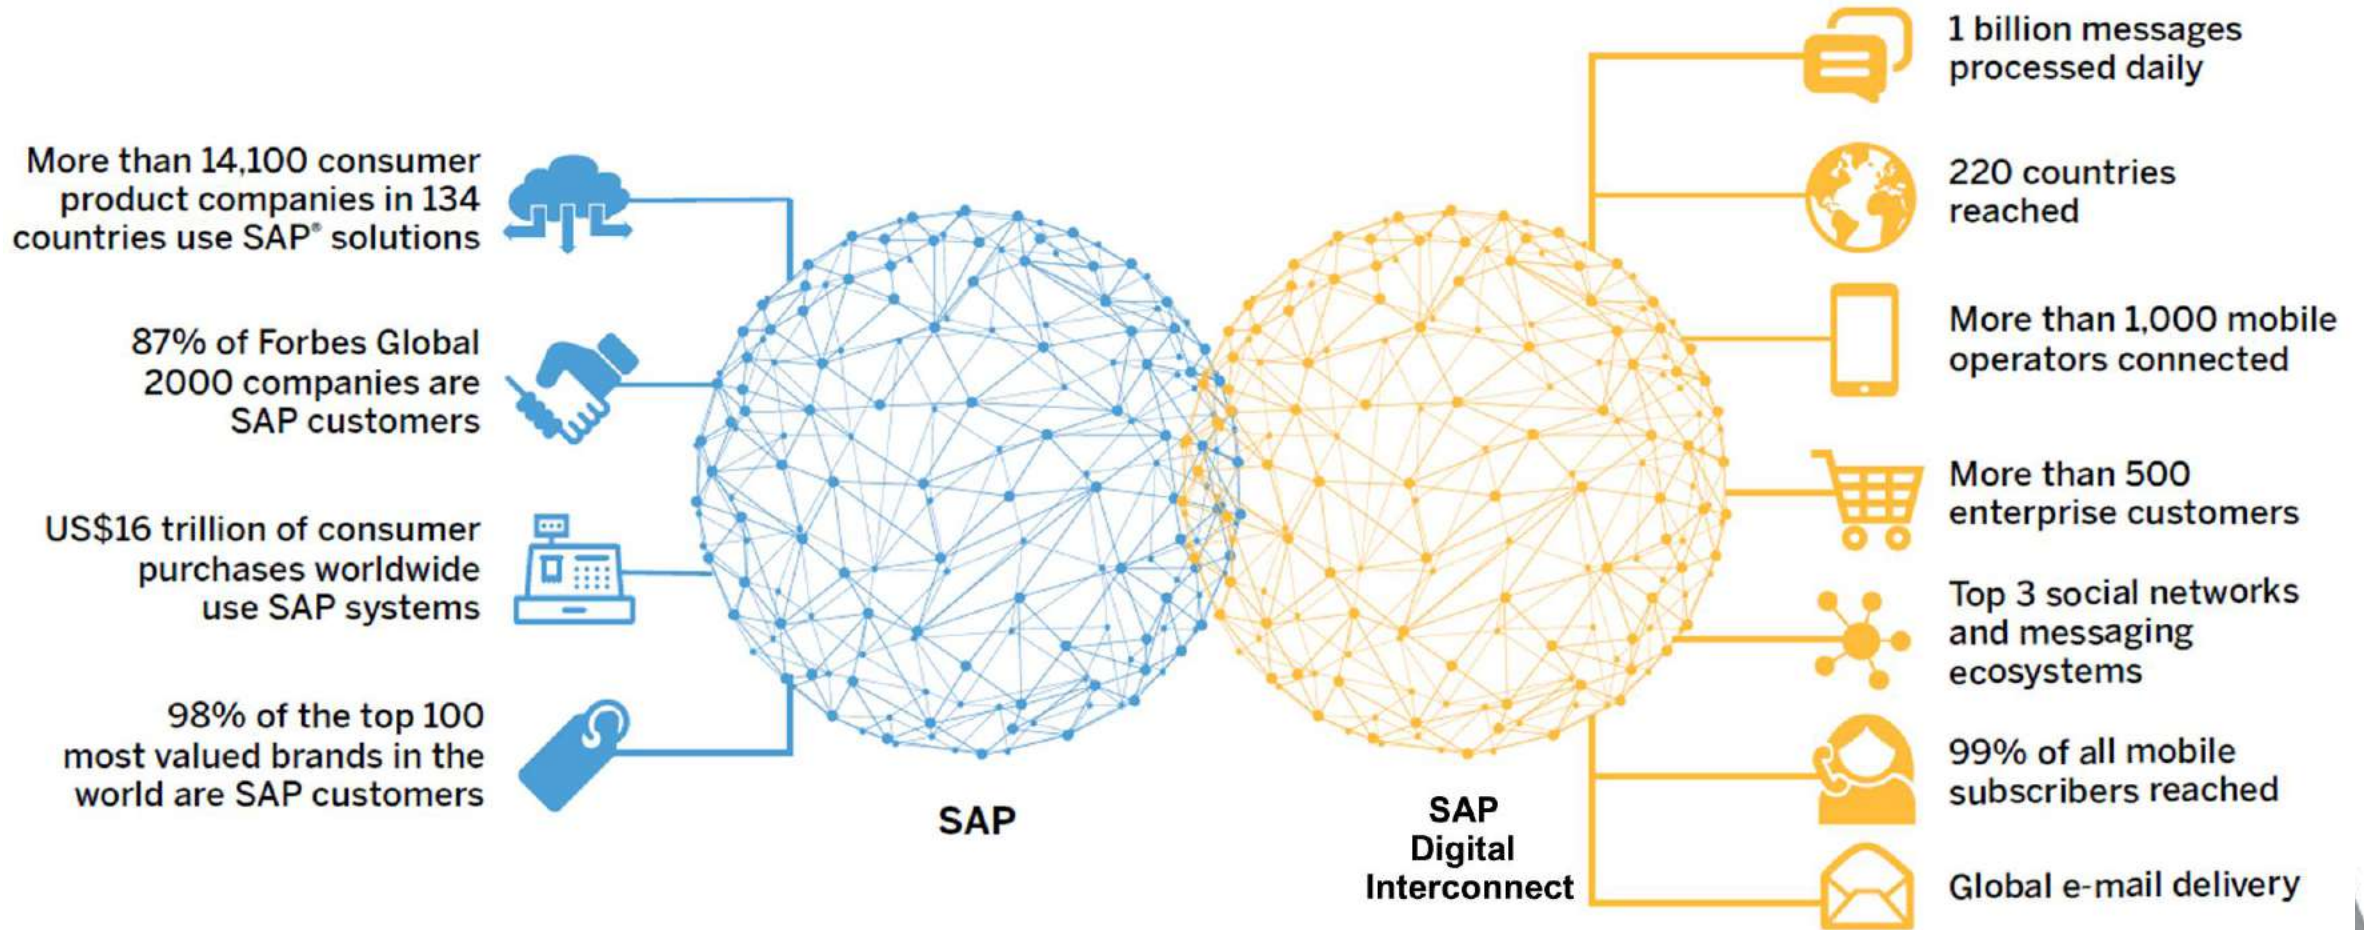 More than 14,100 consumer
product companies in 134
countries use SAP® solutions
87% of Forbes Global
2000 companies are
SAP customers
US$16 trillion of consumer
purchases worldwide
use SAP systems
98% of the top 100
most valued brands in the
world are SAP customers
SAP
SAP
Digital
Interconnect
1 billion messages
processed daily
220 countries
reached
More than 1,000 mobile
operators connected
More than 500
enterprise customers
Top 3 social networks
and messaging
ecosystems
99% of all mobile
subscribers reached
Global e-mail delivery